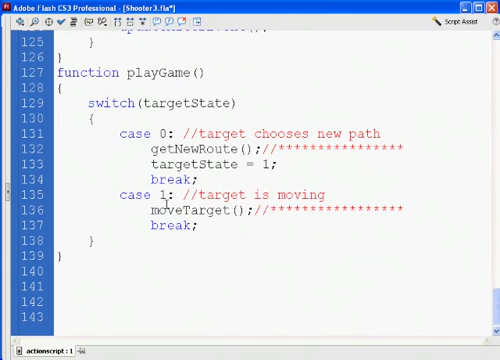 Adobe Flash CS3 Professional - [Shooter3.fla*]
Script Assist
125 }
126 }
127 function playGame()
128 {
129 switch(targetState)
130 {
131 case 0: //target chooses new path
132 getNewRoute();//****************
133 targetState = 1;
134 break;
135 case 1: //target is moving
136 moveTarget();//*****************
137 break;
138 }
139 }
140
141
142
143
actionscript : 1